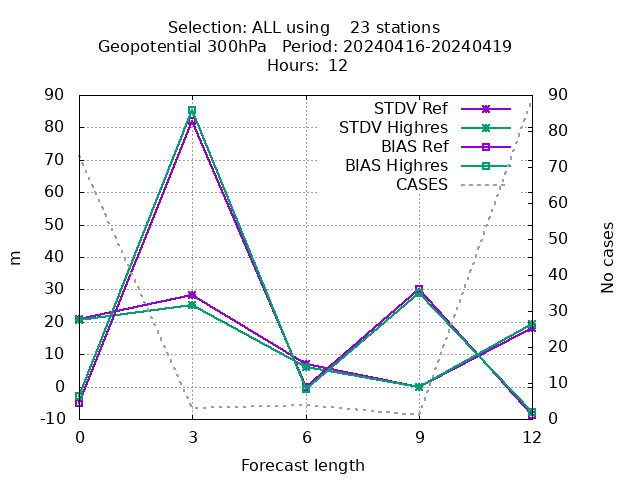 Selection: ALL using    23 stations
Geopotential 300hPa   Period: 20240416-20240419
Hours:  12
STDV Ref
STDV Highres
BIAS Ref
BIAS Highres
CASES
90
80
70
60
50
40
30
20
10
0
-10
m
90
80
70
60
50
40
30
20
10
0
No cases
0 3 6 9 12
Forecast length